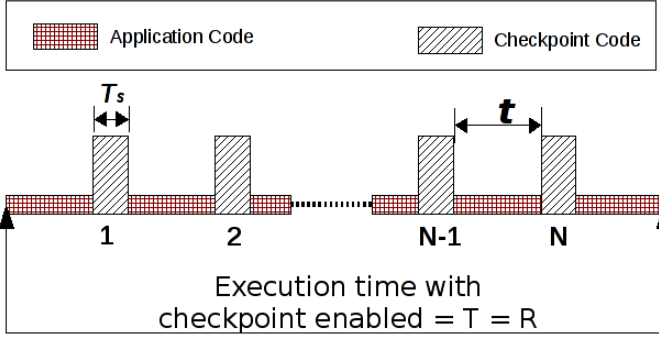 Application Code
Checkpoint Code
Ts
t
1
2
N-1
N
Execution time with
checkpoint enabled = T = R